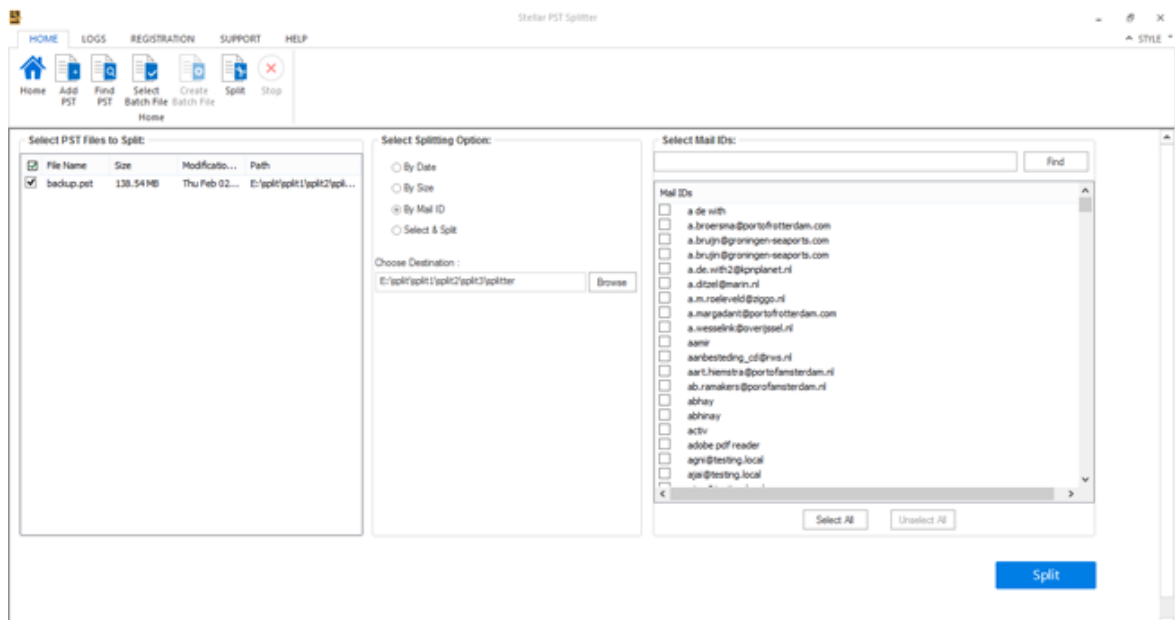 Stellar PST Splitter
HOME LOGS REGISTRATION SUPPORT HELP
STYLE
Home Add PST Find PST Select Batch File Create Batch File Split Stop
Home
Select PST Files to Split:
File Name Size Modificatio... Path
backup.pst 138.54 MB Thu Feb 02... E:\split\split1\split2\spli...
Select Splitting Option:
By Date
By Size
By Mail ID
Select & Split
Choose Destination :
E:\split\split1\split2\split3\splitter Browse
Select Mail IDs:
Find
Mail IDs
a de with
a.broersma@portofrotterdam.com
a.bruijn@groningen-seaports.com
a.brujin@groningen-seaports.com
a.de.with2@kpnplanet.nl
a.ditzel@marin.nl
a.m.roeleveld@ziggo.nl
a.margadant@portofrotterdam.com
a.wesselink@overijssel.nl
aamir
aanbesteding_cd@rws.nl
aart.hiemstra@portofamsterdam.nl
ab.ramakers@porofamsterdam.nl
abhay
abhinay
activ
adobe pdf reader
agni@testing.local
ajai@testing.local
Select All Unselect All
Split